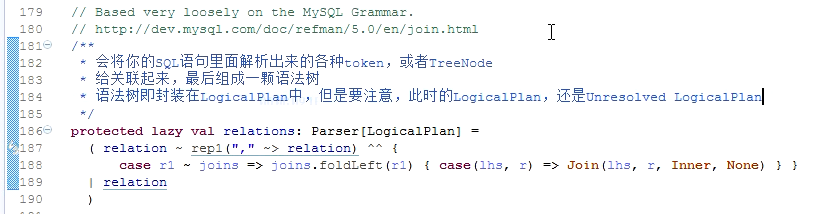 179 // Based very loosely on the MySQL Grammar.
180 // http://dev.mysql.com/doc/refman/5.0/en/join.html
181 /**
182 * 会将你的SQL语句里面解析出来的各种token，或者TreeNode
183 * 给关联起来，最后组成一颗语法树
184 * 语法树即封装在LogicalPlan中，但是要注意，此时的LogicalPlan，还是Unresolved LogicalPlan
185 */
186 protected lazy val relations: Parser[LogicalPlan] =
187 ( relation ~ rep1("," ~> relation) ^^ {
188 case r1 ~ joins => joins.foldLeft(r1) { case(lhs, r) => Join(lhs, r, Inner, None) } }
189 | relation
190 )